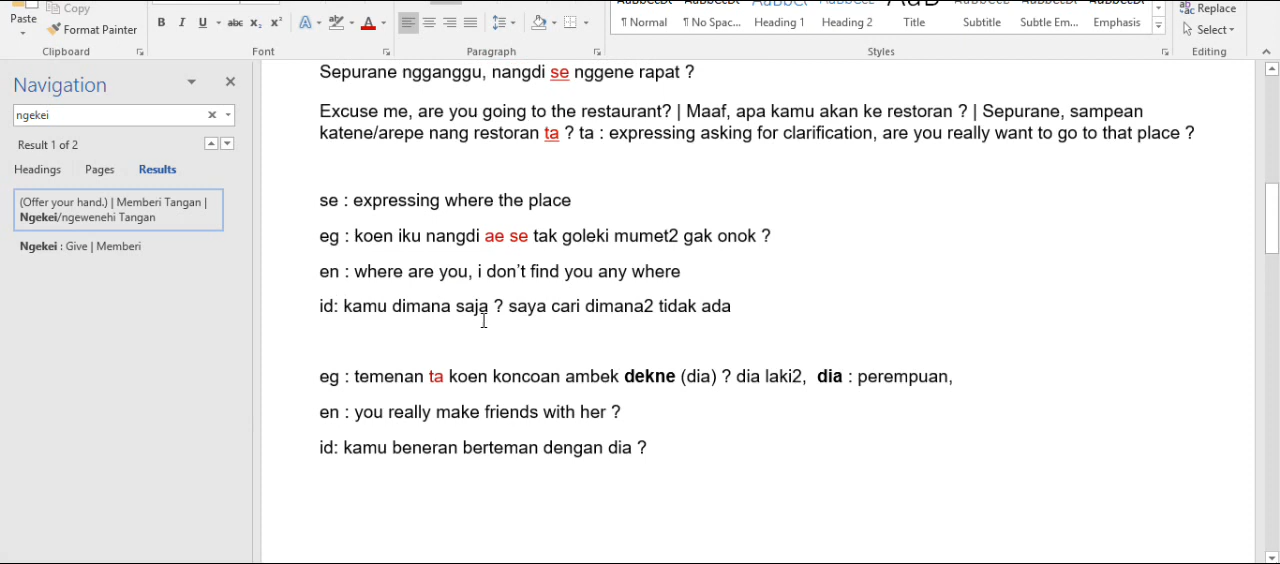 Copy
Replace
Paste
Format Painter
B I U abc x₂ x² A A
¶ Normal ¶ No Spac... Heading 1 Heading 2 Title Subtitle Subtle Em... Emphasis
Select
Clipboard Font Paragraph Styles Editing
Navigation
ngekei
Result 1 of 2
Headings Pages Results
(Offer your hand.) | Memberi Tangan |
Ngekei/ngewenehi Tangan
Ngekei : Give | Memberi
Sepurane ngganggu, nangdi se nggene rapat ?
Excuse me, are you going to the restaurant? | Maaf, apa kamu akan ke restoran ? | Sepurane, sampean
katene/arepe nang restoran ta ? ta : expressing asking for clarification, are you really want to go to that place ?
se : expressing where the place
eg : koen iku nangdi ae se tak goleki mumet2 gak onok ?
en : where are you, i don't find you any where
id: kamu dimana saja ? saya cari dimana2 tidak ada
eg : temenan ta koen koncoan ambek dekne (dia) ? dia laki2, dia : perempuan,
en : you really make friends with her ?
id: kamu beneran berteman dengan dia ?